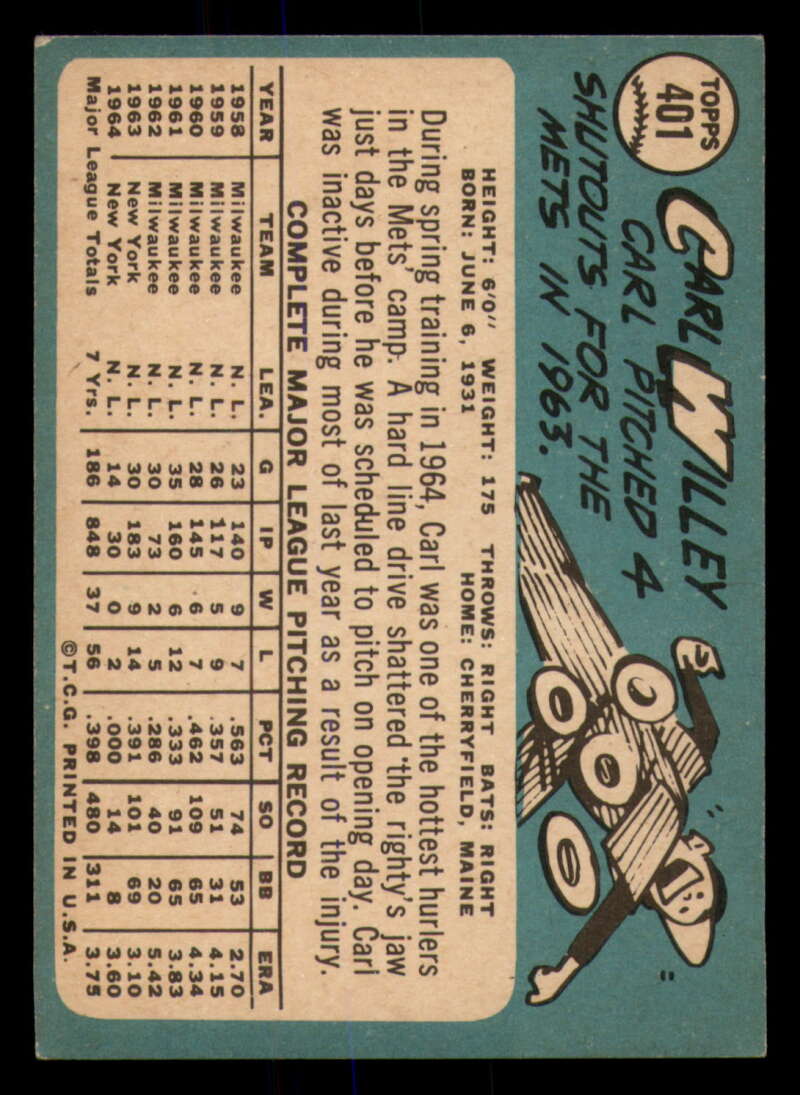 TOPPS
401
CARL WILLEY
CARL PITCHED 4
SHUTOUTS FOR THE
METS IN 1963.
HEIGHT: 6'0" WEIGHT: 175 THROWS: RIGHT BATS: RIGHT
BORN: JUNE 6, 1931 HOME: CHERRYFIELD, MAINE
During spring training in 1964, Carl was one of the hottest hurlers
in the Mets' camp. A hard line drive shattered the righty's jaw
just days before he was scheduled to pitch on opening day. Carl
was inactive during most of last year as a result of the injury.
COMPLETE MAJOR LEAGUE PITCHING RECORD
YEAR TEAM LEA. G IP W L PCT SO BB ERA
1958 Milwaukee N. L. 23 140 9 7 .563 74 53 2.70
1959 Milwaukee N. L. 26 117 5 9 .357 51 31 4.15
1960 Milwaukee N. L. 28 145 6 7 .462 109 65 4.34
1961 Milwaukee N. L. 35 160 6 12 .333 91 65 3.83
1962 Milwaukee N. L. 30 73 2 5 .286 40 20 5.42
1963 New York N. L. 30 183 9 14 .391 101 69 3.10
1964 New York N. L. 14 30 0 2 .000 14 8 3.60
Major League Totals 7 Yrs. 186 848 37 56 .398 480 311 3.75
©T.C.G. PRINTED IN U.S.A.